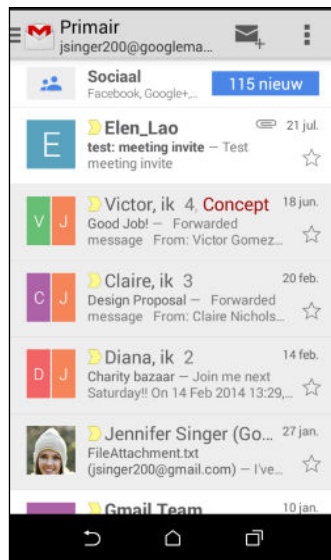 Primair
jsinger200@googlema...
Sociaal
Facebook, Google+,...
115 nieuw
E
Elen_Lao
21 jul.
test: meeting invite – Test
meeting invite
V J
Victor, ik 4, Concept
18 jun.
Good Job! – Forwarded
message From: Victor Gomez...
C J
Claire, ik 3
20 feb.
Design Proposal – Forwarded
message From: Claire Nichols...
D J
Diana, ik 2
14 feb.
Charity bazaar – Join me next
Saturday!! On 14 Feb 2014 13:29,...
Jennifer Singer (Go...
27 jan.
FileAttachment.txt
(jsinger200@gmail.com) – I've...
Gmail Team
10 jan.